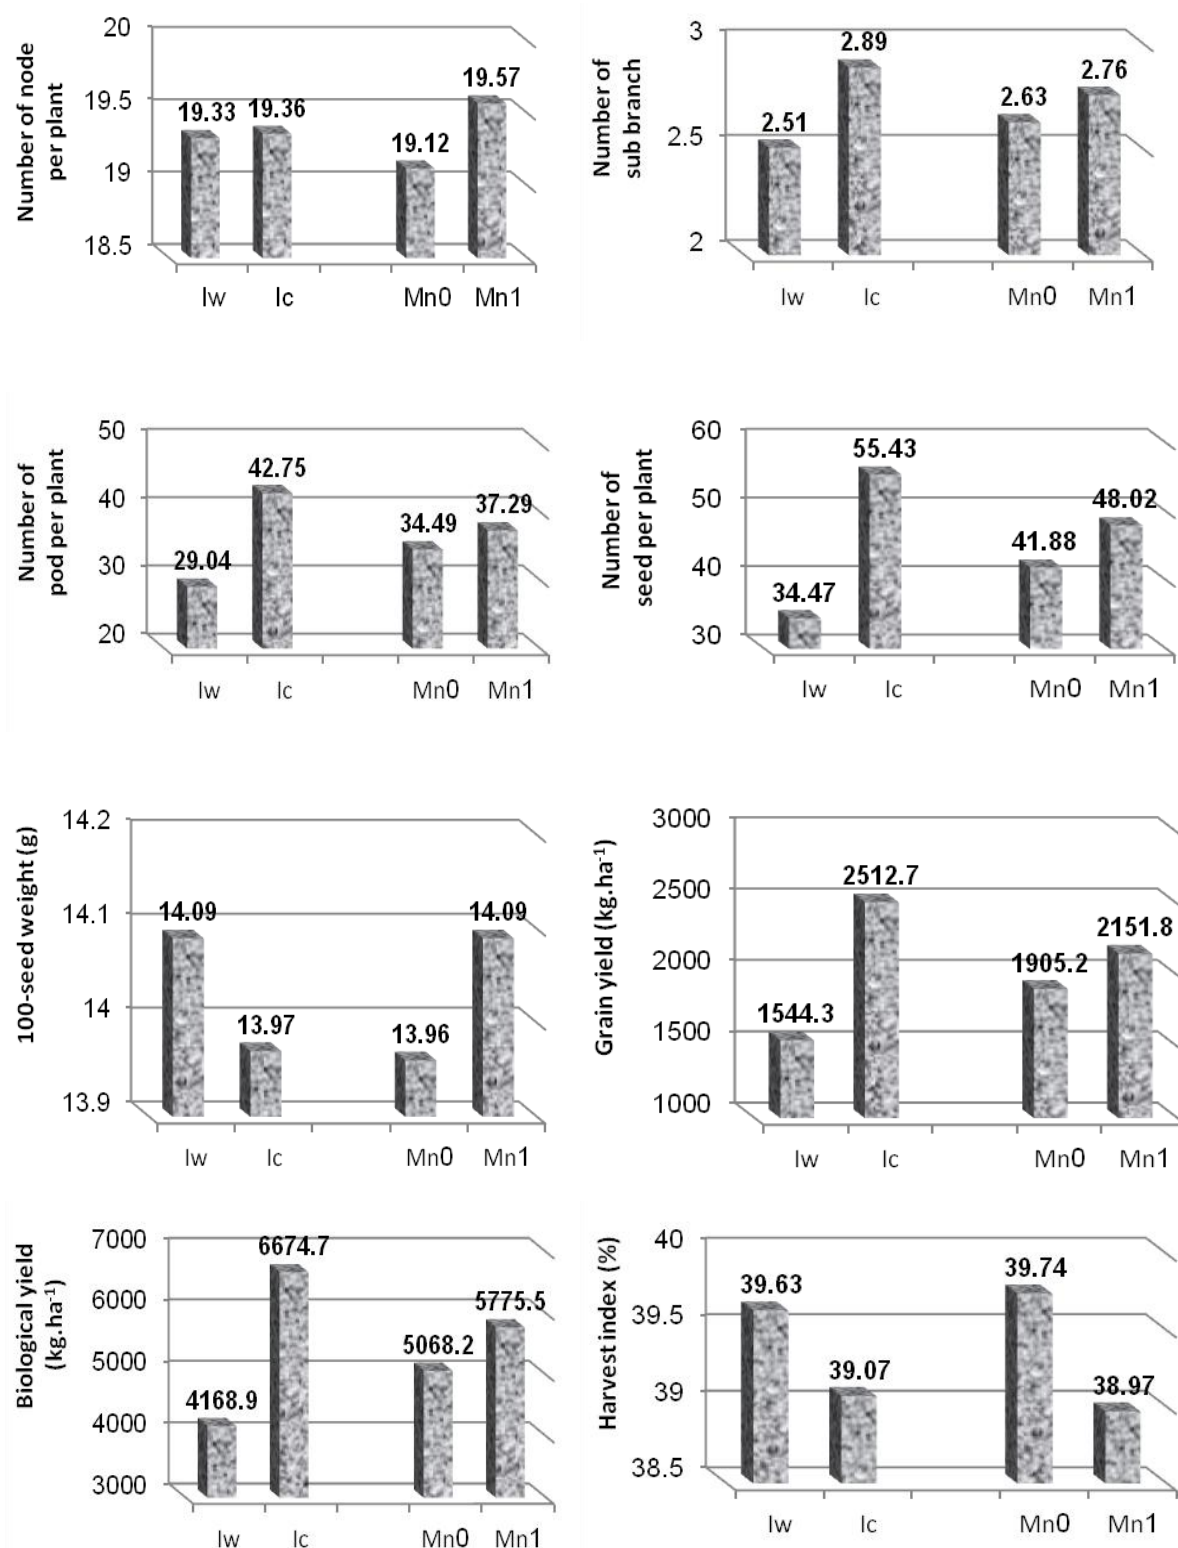 Number of node
per plant
20
19.5
19
18.5
19.33
19.36
19.12
19.57
Iw
Ic
Mn0
Mn1
Number of
sub branch
3
2.5
2
2.51
2.89
2.63
2.76
Iw
Ic
Mn0
Mn1
Number of
pod per plant
50
40
30
20
29.04
42.75
34.49
37.29
Iw
Ic
Mn0
Mn1
Number of
seed per plant
60
50
40
30
34.47
55.43
41.88
48.02
Iw
Ic
Mn0
Mn1
100-seed weight (g)
14.2
14.1
14
13.9
14.09
13.97
13.96
14.09
Iw
Ic
Mn0
Mn1
Grain yield (kg.ha⁻¹)
3000
2500
2000
1500
1000
1544.3
2512.7
1905.2
2151.8
Iw
Ic
Mn0
Mn1
Biological yield
(kg.ha⁻¹)
7000
6000
5000
4000
3000
4168.9
6674.7
5068.2
5775.5
Iw
Ic
Mn0
Mn1
Harvest index (%)
40
39.5
39
38.5
39.63
39.07
39.74
38.97
Iw
Ic
Mn0
Mn1